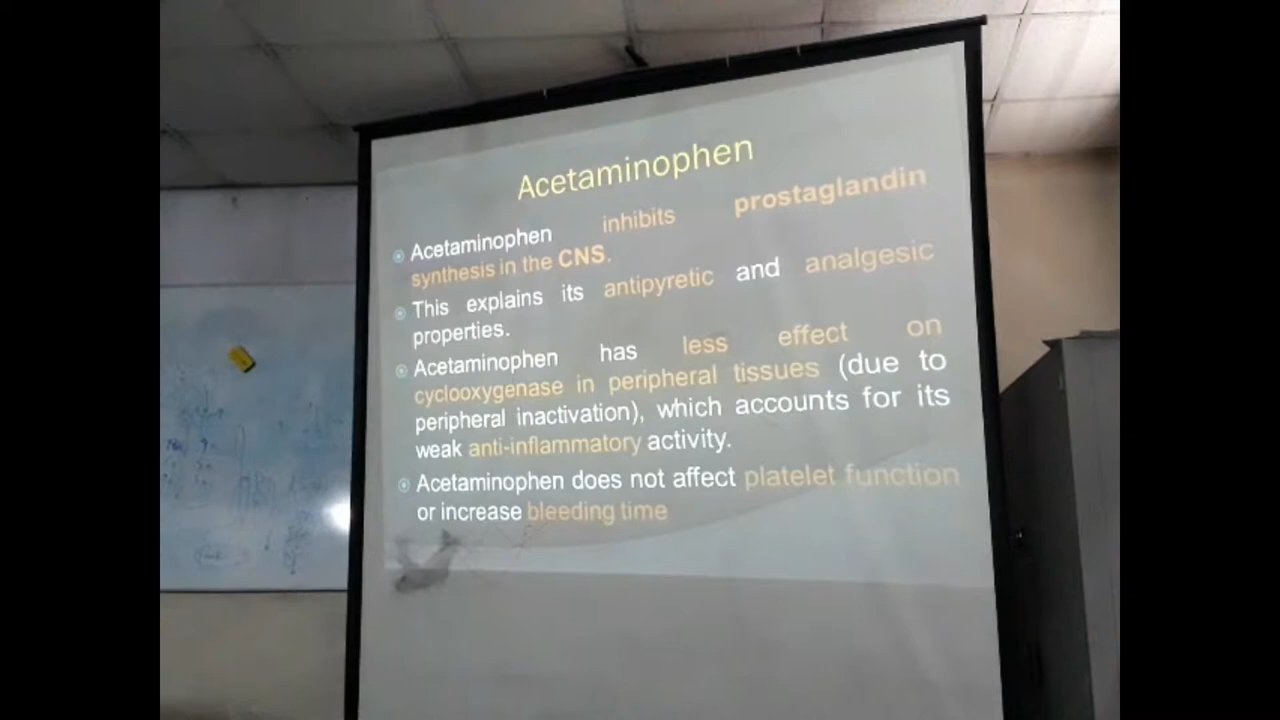 Acetaminophen
Acetaminophen inhibits prostaglandin
synthesis in the CNS.
This explains its antipyretic and analgesic
properties.
Acetaminophen has less effect on
cyclooxygenase in peripheral tissues (due to
peripheral inactivation), which accounts for its
weak anti-inflammatory activity.
Acetaminophen does not affect platelet function
or increase bleeding time